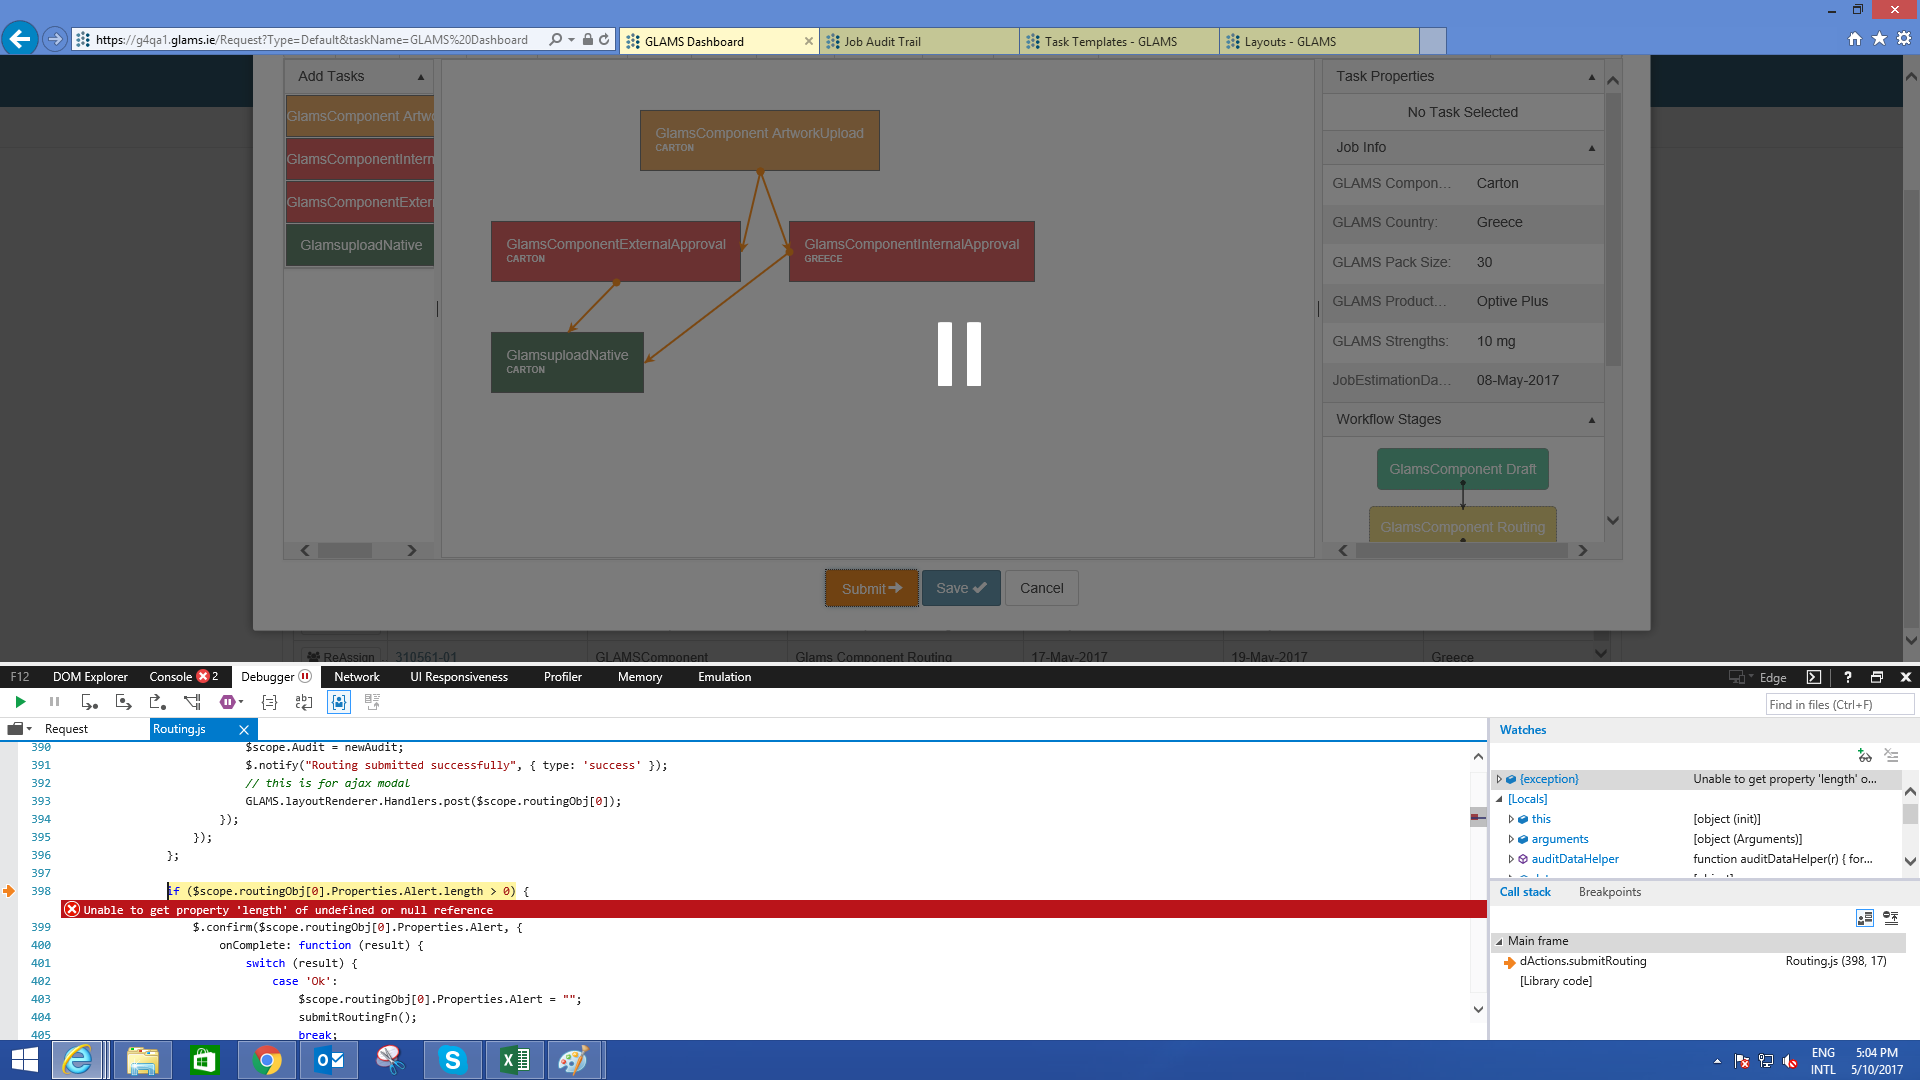 https://g4qa1.glams.ie/Request?Type=Default&taskName=GLAMS%20Dashboard
GLAMS Dashboard
Job Audit Trail
Task Templates - GLAMS
Layouts - GLAMS
Add Tasks
GlamsComponent Artwo
GlamsComponentIntern
GlamsComponentExter
GlamsuploadNative
GlamsComponent ArtworkUpload
CARTON
GlamsComponentExternalApproval
CARTON
GlamsComponentInternalApproval
GREECE
GlamsuploadNative
CARTON
Task Properties
No Task Selected
Job Info
GLAMS Compon... Carton
GLAMS Country: Greece
GLAMS Pack Size: 30
GLAMS Product... Optive Plus
GLAMS Strengths: 10 mg
JobEstimationDa... 08-May-2017
Workflow Stages
GlamsComponent Draft
GlamsComponent Routing
Submit
Save
Cancel
ReAssign 310561-01 GLAMSComponent Glams Component Routing 17-May-2017 19-May-2017 Greece
F12 DOM Explorer Console 2 Debugger Network UI Responsiveness Profiler Memory Emulation Edge ?
Find in files (Ctrl+F)
Request
Routing.js
390 $scope.Audit = newAudit;
391 $.notify("Routing submitted successfully", { type: 'success' });
392 // this is for ajax modal
393 GLAMS.layoutRenderer.Handlers.post($scope.routingObj[0]);
394 });
395 });
396 };
397
398 if ($scope.routingObj[0].Properties.Alert.length > 0) {
Unable to get property 'length' of undefined or null reference
399 $.confirm($scope.routingObj[0].Properties.Alert, {
400 onComplete: function (result) {
401 switch (result) {
402 case 'Ok':
403 $scope.routingObj[0].Properties.Alert = "";
404 submitRoutingFn();
405 break;
Watches
{exception} Unable to get property 'length' o...
[Locals]
this [object (init)]
arguments [object (Arguments)]
auditDataHelper function auditDataHelper(r) { for...
Call stack
Breakpoints
Main frame
dActions.submitRouting Routing.js (398, 17)
[Library code]
ENG
INTL
5:04 PM
5/10/2017